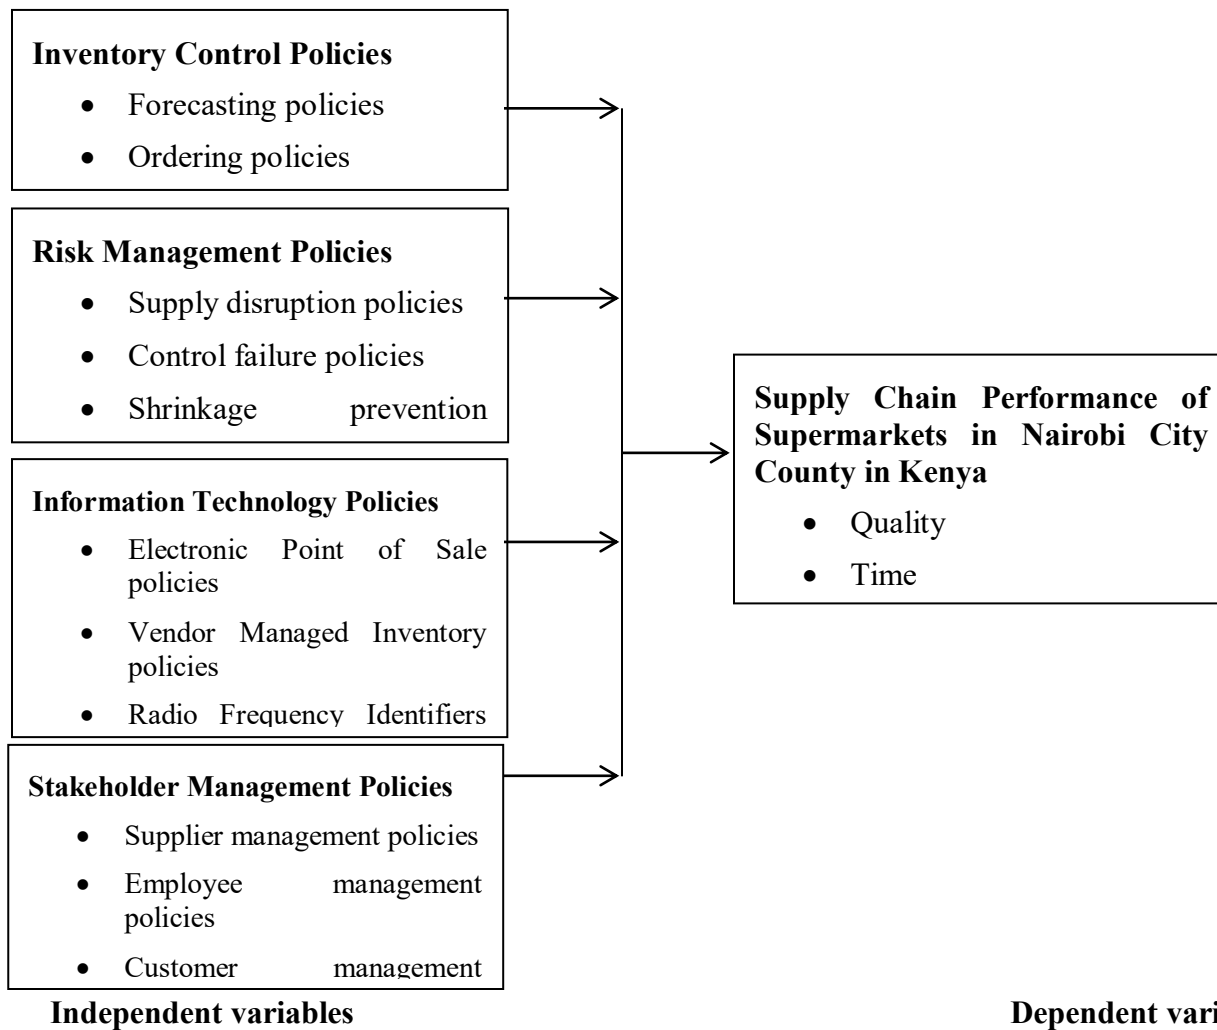 Inventory Control Policies
• Forecasting policies
• Ordering policies
Risk Management Policies
• Supply disruption policies
• Control failure policies
• Shrinkage prevention
Information Technology Policies
• Electronic Point of Sale
policies
• Vendor Managed Inventory
policies
• Radio Frequency Identifiers
Stakeholder Management Policies
• Supplier management policies
• Employee management
policies
• Customer management
Supply Chain Performance of
Supermarkets in Nairobi City
County in Kenya
• Quality
• Time
Independent variables
Dependent vari